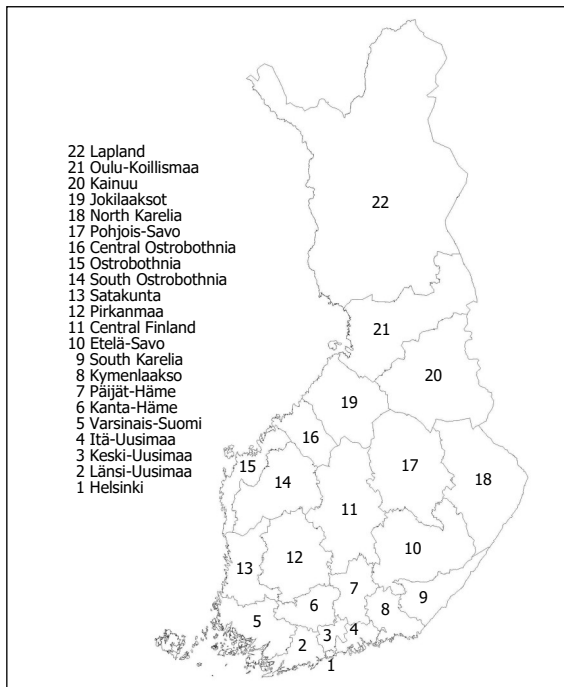 22 Lapland
21 Oulu-Koillismaa
20 Kainuu
19 Jokilaaksot
18 North Karelia
17 Pohjois-Savo
16 Central Ostrobothnia
15 Ostrobothnia
14 South Ostrobothnia
13 Satakunta
12 Pirkanmaa
11 Central Finland
10 Etelä-Savo
9 South Karelia
8 Kymenlaakso
7 Päijät-Häme
6 Kanta-Häme
5 Varsinais-Suomi
4 Itä-Uusimaa
3 Keski-Uusimaa
2 Länsi-Uusimaa
1 Helsinki
22
21
20
19
16
15
17
18
14
11
10
12
13
7
9
6
8
5
4
3
2
1